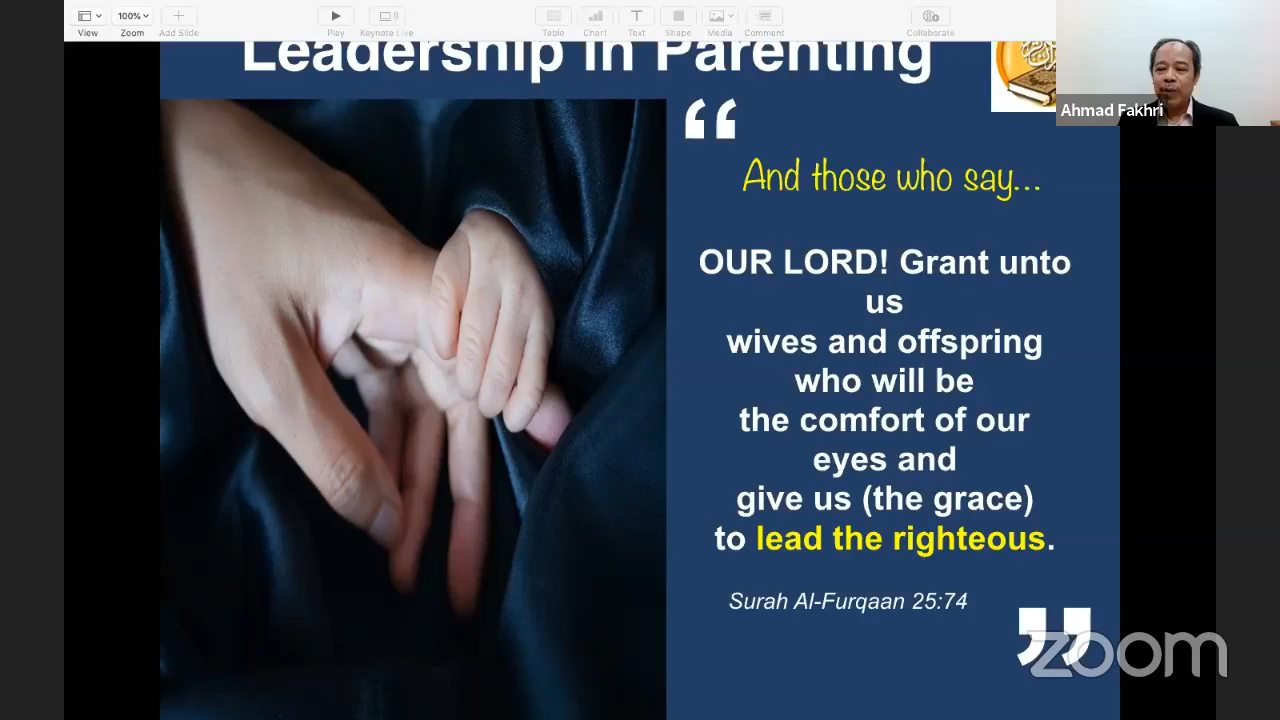 View
100%
Zoom
Add Slide
Play
Keynote Live
Table
Chart
Text
Shape
Media
Comment
Collaborate
Leadership in Parenting
Ahmad Fakhri
“
And those who say...
OUR LORD! Grant unto
us
wives and offspring
who will be
the comfort of our
eyes and
give us (the grace)
to lead the righteous.
Surah Al-Furqaan 25:74
”
zoom